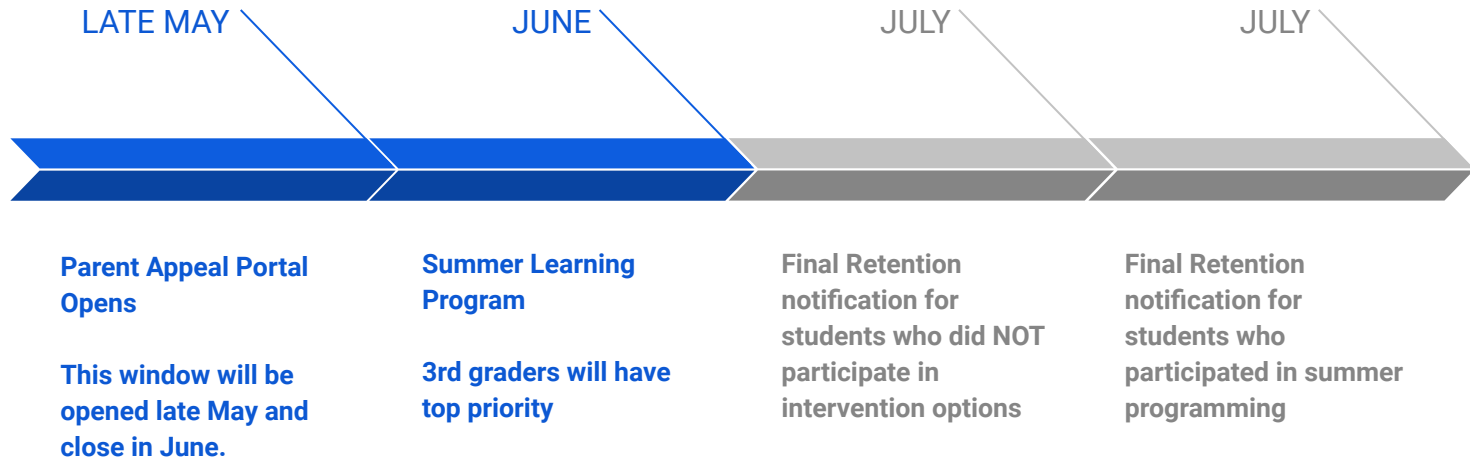 LATE MAY
JUNE
JULY
JULY
Parent Appeal Portal
Opens
This window will be
opened late May and
close in June.
Summer Learning
Program
3rd graders will have
top priority
Final Retention
notification for
students who did NOT
participate in
intervention options
Final Retention
notification for
students who
participated in summer
programming